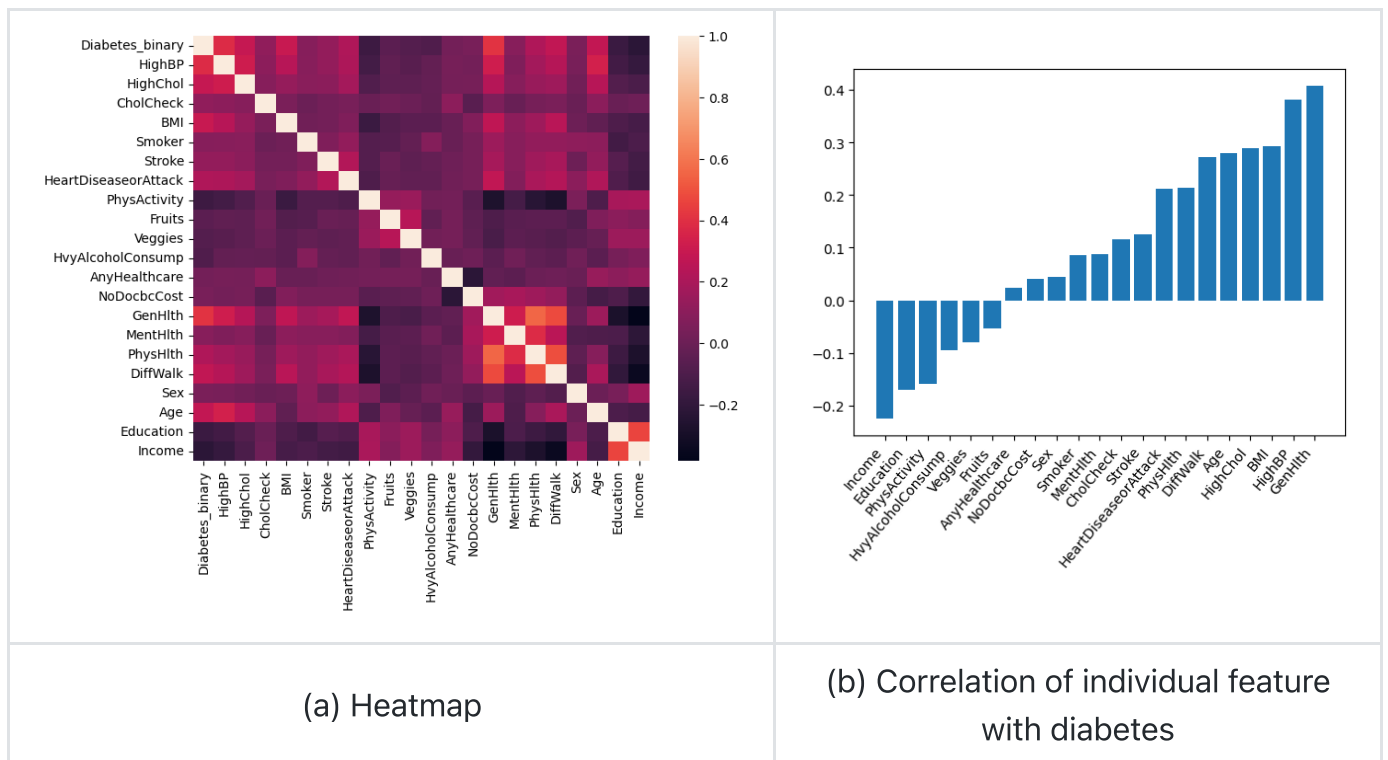 Diabetes_binary
HighBP
HighChol
CholCheck
BMI
Smoker
Stroke
HeartDiseaseorAttack
PhysActivity
Fruits
Veggies
HvyAlcoholConsump
AnyHealthcare
NoDocbcCost
GenHlth
MentHlth
PhysHlth
DiffWalk
Sex
Age
Education
Income
Diabetes_binary
HighBP
HighChol
CholCheck
BMI
Smoker
Stroke
HeartDiseaseorAttack
PhysActivity
Fruits
Veggies
HvyAlcoholConsump
AnyHealthcare
NoDocbcCost
GenHlth
MentHlth
PhysHlth
DiffWalk
Sex
Age
Education
Income
1.0
0.8
0.6
0.4
0.2
0.0
−0.2
0.4
0.3
0.2
0.1
0.0
−0.1
−0.2
Income
Education
PhysActivity
HvyAlcoholConsump
Veggies
Fruits
AnyHealthcare
NoDocbcCost
Sex
Smoker
MentHlth
CholCheck
Stroke
HeartDiseaseorAttack
PhysHlth
DiffWalk
Age
HighChol
BMI
HighBP
GenHlth
(a) Heatmap
(b) Correlation of individual feature
with diabetes